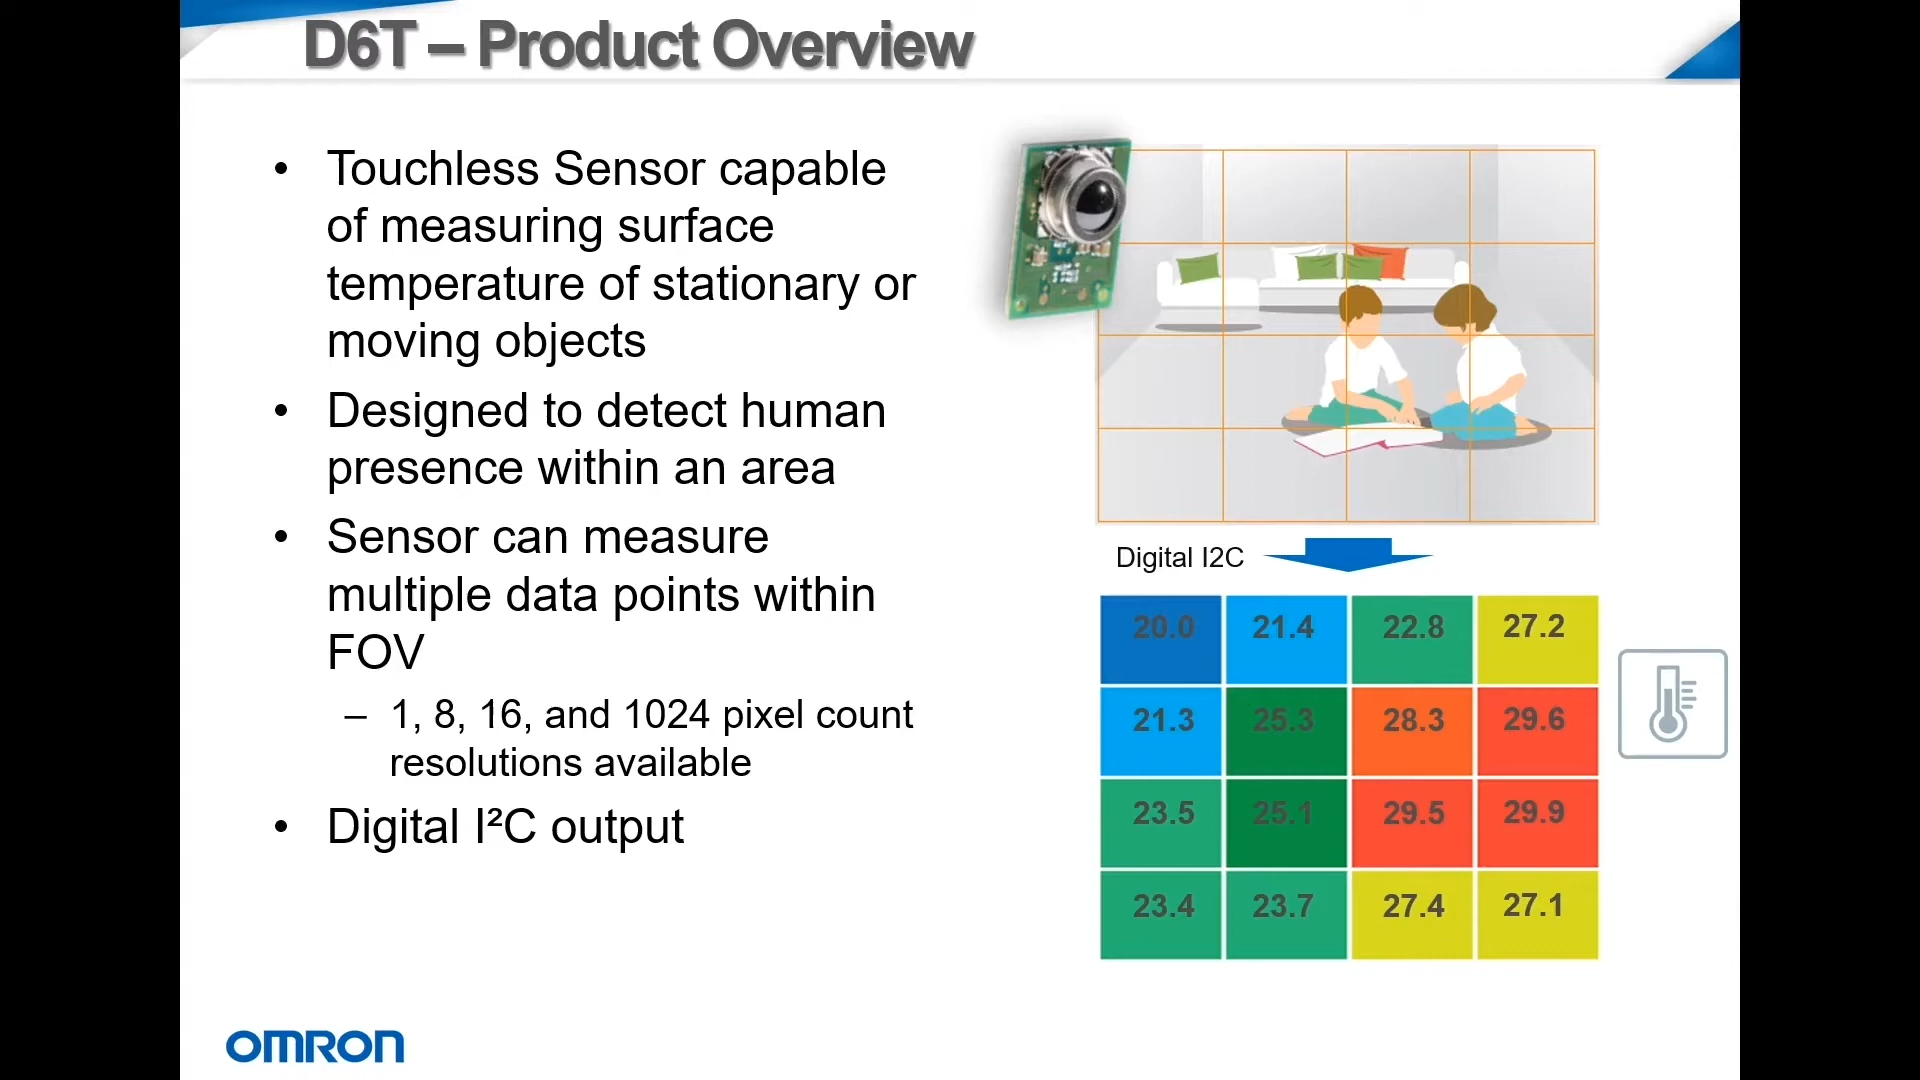 D6T – Product Overview
• Touchless Sensor capable
of measuring surface
temperature of stationary or
moving objects
• Designed to detect human
presence within an area
• Sensor can measure
multiple data points within
FOV
– 1, 8, 16, and 1024 pixel count
resolutions available
• Digital I²C output
Digital I2C
20.0 21.4 22.8 27.2
21.3 25.3 28.3 29.6
23.5 25.1 29.5 29.9
23.4 23.7 27.4 27.1
OMRON